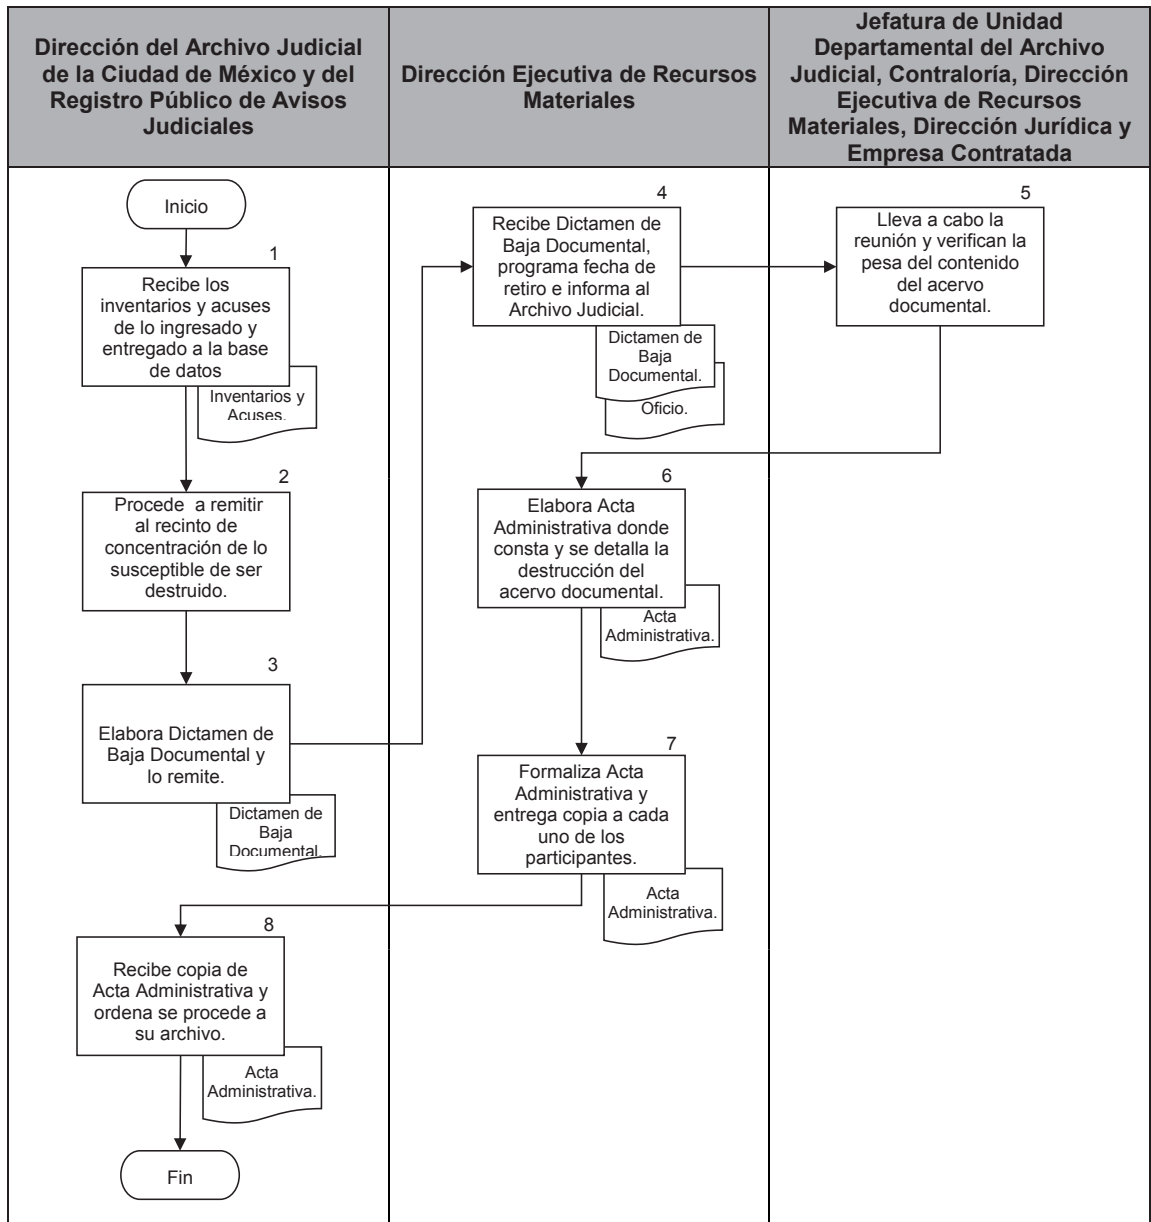 Dirección del Archivo Judicial
de la Ciudad de México y del
Registro Público de Avisos
Judiciales
Dirección Ejecutiva de Recursos
Materiales
Jefatura de Unidad
Departamental del Archivo
Judicial, Contraloría, Dirección
Ejecutiva de Recursos
Materiales, Dirección Jurídica y
Empresa Contratada
Inicio
1
Recibe los
inventarios y acuses
de lo ingresado y
entregado a la base
de datos
Inventarios y
Acuses.
2
Procede a remitir
al recinto de
concentración de lo
susceptible de ser
destruido.
3
Elabora Dictamen de
Baja Documental y
lo remite.
Dictamen de
Baja
Documental.
4
Recibe Dictamen de
Baja Documental,
programa fecha de
retiro e informa al
Archivo Judicial.
Dictamen de
Baja
Documental.
Oficio.
5
Lleva a cabo la
reunión y verifican la
pesa del contenido
del acervo
documental.
6
Elabora Acta
Administrativa donde
consta y se detalla la
destrucción del
acervo documental.
Acta
Administrativa.
7
Formaliza Acta
Administrativa y
entrega copia a cada
uno de los
participantes.
Acta
Administrativa.
8
Recibe copia de
Acta Administrativa y
ordena se procede a
su archivo.
Acta
Administrativa.
Fin